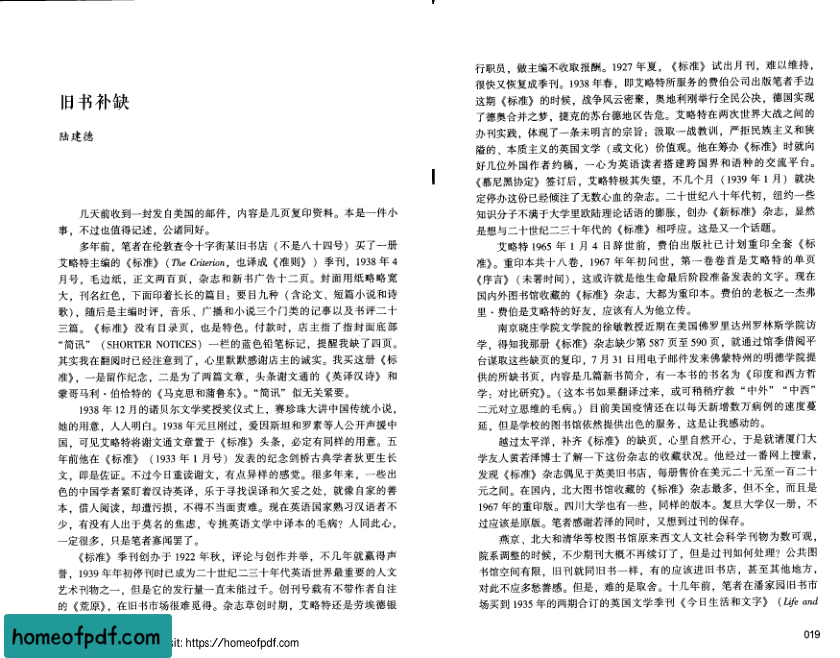 旧书补缺
陆建德
几天前收到一封发自美国的邮件，内容是几页复印资料。本是一件小
事，不过也值得记述，公诸同好。
多年前，笔者在伦敦查令十字街某旧书店（不是八十四号）买了一册
艾略特主编的《标准》（The Criterion，也译成《准则》）季刊，1938 年 4
月号，毛边纸，正文两百页，杂志和新书广告十二页。封面用纸略略宽
大，刊名红色，下面印着长长的篇目：要目九种（含论文、短篇小说和诗
歌），随后是主编时评，音乐、广播和小说三个门类的记事以及书评二十
三篇。《标准》没有目录页，也是特色。付款时，店主指了指封面底部
“简讯”（SHORTER NOTICES）一栏的蓝色铅笔标记，提醒我缺了四页。
其实我在翻阅时已经注意到了，心里默默感谢店主的诚实。我买这册《标
准》，一是留作纪念，二是为了两篇文章，头条谢文通的《英译汉诗》和
蒙哥马利·伯哈恩的《马克思和蒲鲁东》。“简讯”似无关紧要。
1938 年 12 月的诺贝尔文学奖授奖仪式上，赛珍珠大讲中国传统小说，
她的用意，人人明白。1938 年元旦刚过，爱因斯坦和罗素等人公开声援中
国，可见艾略特将谢文通文章置于《标准》头条，必定有同样的用意。五
年前他在《标准》（1933 年 1 月号）发表的纪念剑桥古典学者狄更生长
文，即是佐证。不过今日重读谢文，有点异样的感觉。很多年来，一些出
色的中国学者紧盯着汉诗英译，乐于寻找误译和欠妥之处，就像自家的善
本，借人阅读，却遭污损，不得不当面责难。现在英语国家熟习汉语者不
少，有没有人出于莫名的焦虑，专挑英语文学中译本的毛病？人同此心，
一定很多，只是笔者寡闻罢了。
《标准》季刊创办于 1922 年秋，评论与创作并举，不几年就赢得声
誉，1939 年年初停刊时已成为二十世纪二三十年代英语世界最重要的人文
艺术刊物之一，但是它的发行量一直未能过千。创刊号载有不带作者自注
的《荒原》，在旧书市场很难觅得。杂志草创时期，艾略特还是劳埃德银
行职员，做主编不收取报酬。1927 年夏，《标准》试出月刊，难以维持，
很快又恢复成季刊。1938 年春，即艾略特所服务的费伯公司出版笔者手边
这期《标准》的时候，战争风云密聚，奥地利刚举行全民公决，德国实现
了德奥合并之梦，捷克的苏台德地区告危。艾略特在两次世界大战之间的
办刊实践，体现了一条未明言的宗旨：汲取一战教训，严拒民族主义和狭
隘的、本质主义的英国文学（或文化）价值观。他在筹办《标准》时就向
好几位外国作者约稿，一心为英语读者搭建跨国界和语种的交流平台。
《慕尼黑协定》签订后，艾略特极其失望，不几个月（1939 年 1 月）就决
定停办这份已经倾注了无数心血的杂志。二十世纪八十年代初，纽约一些
知识分子不满于大学里欧陆理论话语的膨胀，创办《新标准》杂志，显然
是想与二十世纪二三十年代的《标准》相呼应。这是又一个话题。
艾略特 1965 年 1 月 4 日辞世前，费伯出版社已计划重印全套《标
准》。重印本共十八卷，1967 年年初问世，第一卷卷首是艾略特的单页
《序言》（未署时间），这或许就是他生命最后阶段准备发表的文字。现在
国内外图书馆收藏的《标准》杂志，大都为重印本。费伯的老板之一杰弗
里·费伯是艾略特的好友，应该有人为他立传。
南京晓庄学院文学院的徐敏教授近期在美国佛罗里达州罗林斯学院访
学，得知我那册《标准》杂志缺少第 587 页至 590 页，就通过馆季借阅平
台谋取这些缺页的复印，7 月 31 日用电子邮件发来佛蒙特州的明德学院提
供的所缺书页，内容是几篇新书简介，有一本书的书名为《印度和西方哲
学：对比研究》。（这本书如果翻译过来，或可稍稍疗救“中外”“中西”
二元对立思维的毛病。）目前美国疫情还在以每天新增数万病例的速度蔓
延，但是学校的图书馆依然提供出色的服务，这是让我感动的。
越过太平洋，补齐《标准》的缺页，心里自然开心，于是就请厦门大
学友人黄若泽博士了解一下这份杂志的收藏状况。他经过一番网上搜索，
发现《标准》杂志偶见于英美旧书店，每册售价在美元二十元至一百二十
元之间。在国内，北大图书馆收藏的《标准》杂志最多，但不全，而且是
1967 年的重印版。四川大学也有一些，同样的版本。复旦大学仅一册，不
过应该是原版。笔者感谢若泽的同时，又想到过刊的保存。
燕京、北大和清华等校图书馆原来西文人文社会科学刊物为数可观，
院系调整的时候，不少期刊大概不再续订了，但是过刊如何处理？公共图
书馆空间有限，旧刊就同旧书一样，有的应该进旧书店，甚至其他地方，
对此不应多愁善感。但是，难的是取舍。十几年前，笔者在潘家园旧书市
场买到 1935 年的两期合订的英国文学季刊《今日生活和文字》（Life and
019
homeofpdf.com
sit: https://homeofpdf.com